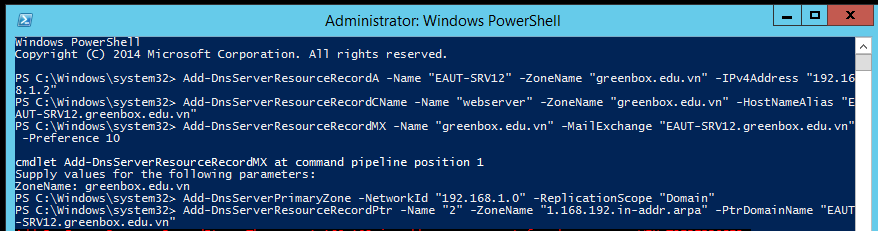 Administrator: Windows PowerShell
Windows PowerShell
Copyright (C) 2014 Microsoft Corporation. All rights reserved.
PS C:\Windows\system32> Add-DnsServerResourceRecordA -Name "EAUT-SRV12" -ZoneName "greenbox.edu.vn" -IPv4Address "192.16
8.1.2"
PS C:\Windows\system32> Add-DnsServerResourceRecordCName -Name "webserver" -ZoneName "greenbox.edu.vn" -HostNameAlias "E
AUT-SRV12.greenbox.edu.vn"
PS C:\Windows\system32> Add-DnsServerResourceRecordMX -Name "greenbox.edu.vn" -MailExchange "EAUT-SRV12.greenbox.edu.vn"
-Preference 10
cmdlet Add-DnsServerResourceRecordMX at command pipeline position 1
Supply values for the following parameters:
ZoneName: greenbox.edu.vn
PS C:\Windows\system32> Add-DnsServerPrimaryZone -NetworkId "192.168.1.0" -ReplicationScope "Domain"
PS C:\Windows\system32> Add-DnsServerResourceRecordPtr -Name "2" -ZoneName "1.168.192.in-addr.arpa" -PtrDomainName "EAUT
-SRV12.greenbox.edu.vn"